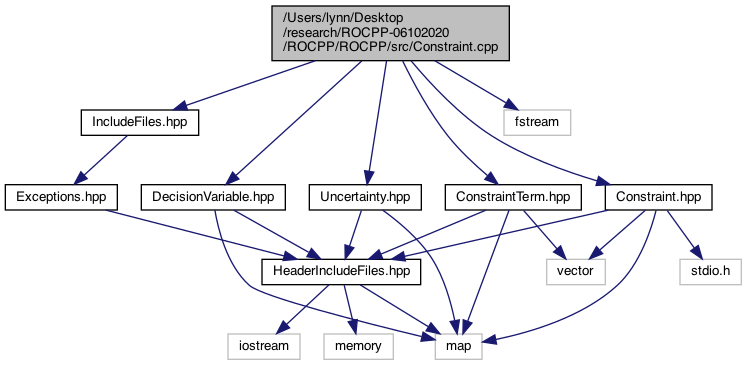 /Users/lynn/Desktop
/research/ROCPP-06102020
/ROCPP/ROCPP/src/Constraint.cpp
IncludeFiles.hpp
fstream
Exceptions.hpp
DecisionVariable.hpp
Uncertainty.hpp
ConstraintTerm.hpp
Constraint.hpp
HeaderIncludeFiles.hpp
vector
stdio.h
iostream
memory
map